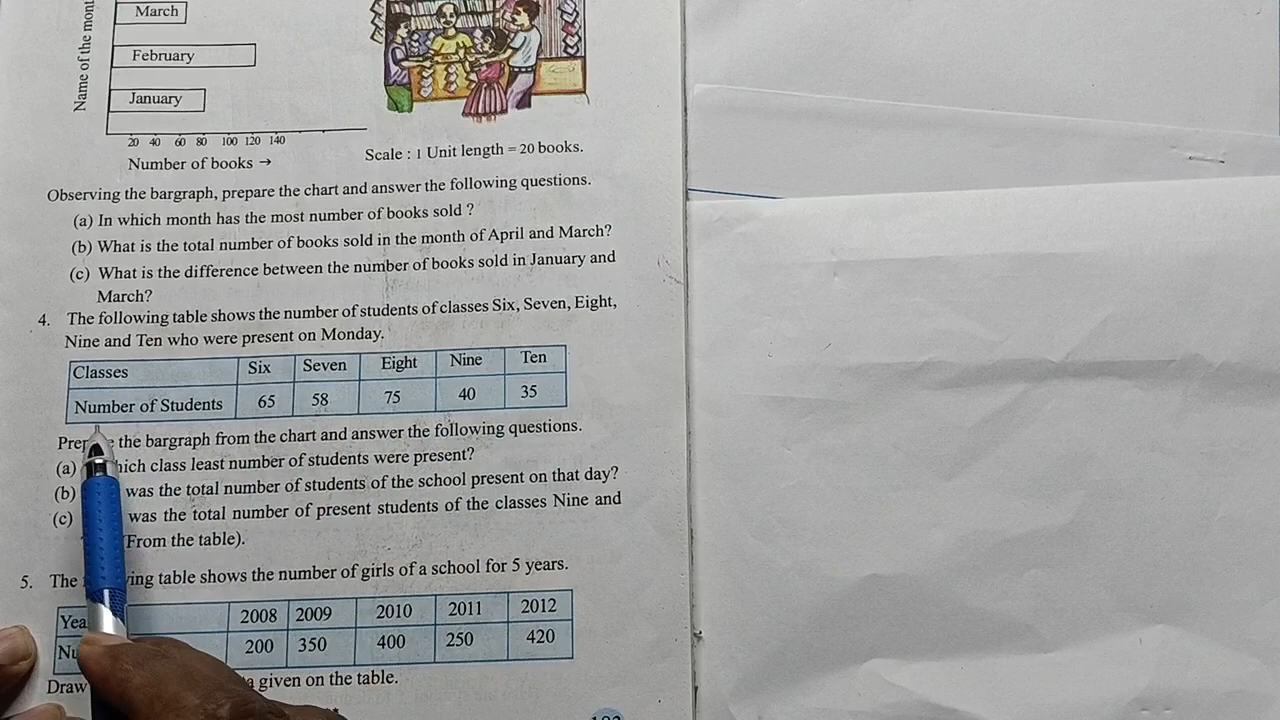 Name of the mont
March
February
January
20 40 60 80 100 120 140
Number of books →
Scale : 1 Unit length = 20 books.
Observing the bargraph, prepare the chart and answer the following questions.
(a) In which month has the most number of books sold ?
(b) What is the total number of books sold in the month of April and March?
(c) What is the difference between the number of books sold in January and
March?
4. The following table shows the number of students of classes Six, Seven, Eight,
Nine and Ten who were present on Monday.
Classes Six Seven Eight Nine Ten
Number of Students 65 58 75 40 35
the bargraph from the chart and answer the following questions.
(a) hich class least number of students were present?
(b) was the total number of students of the school present on that day?
(c) was the total number of present students of the classes Nine and
(From the table).
5. The ing table shows the number of girls of a school for 5 years.
Yea 2008 2009 2010 2011 2012
Nu 200 350 400 250 420
Draw a given on the table.